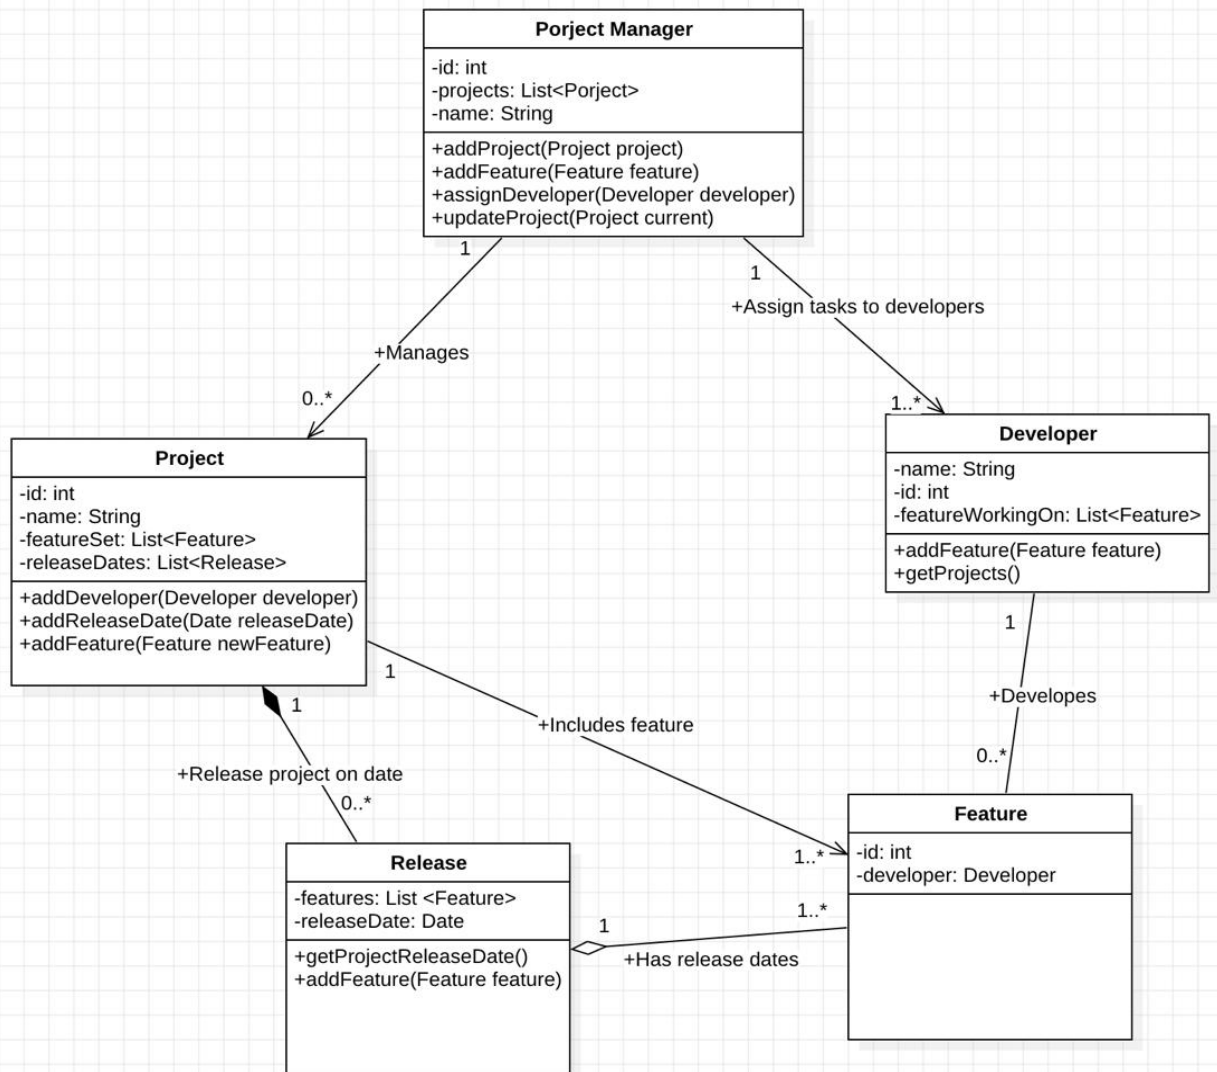 Porject Manager
-id: int
-projects: List<Porject>
-name: String
+addProject(Project project)
+addFeature(Feature feature)
+assignDeveloper(Developer developer)
+updateProject(Project current)
1
1
+Assign tasks to developers
+Manages
0..*
1..*
Project
-id: int
-name: String
-featureSet: List<Feature>
-releaseDates: List<Release>
+addDeveloper(Developer developer)
+addReleaseDate(Date releaseDate)
+addFeature(Feature newFeature)
Developer
-name: String
-id: int
-featureWorkingOn: List<Feature>
+addFeature(Feature feature)
+getProjects()
1
1
1
+Includes feature
+Developes
+Release project on date
0..*
0..*
Release
-features: List <Feature>
-releaseDate: Date
+getProjectReleaseDate()
+addFeature(Feature feature)
Feature
-id: int
-developer: Developer
1..*
1..*
1
+Has release dates